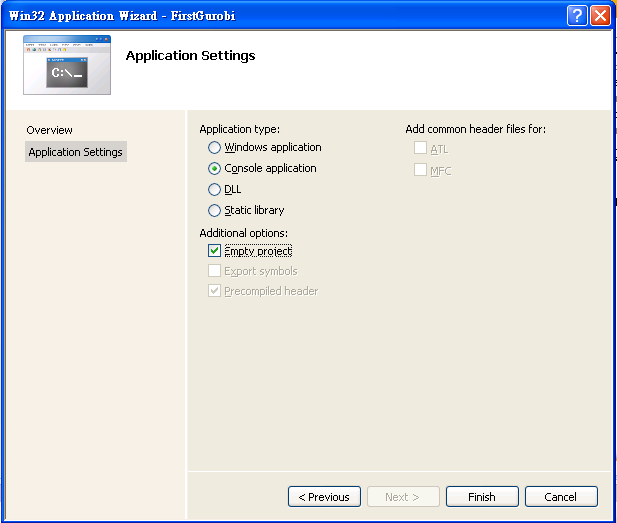 Win32 Application Wizard - FirstGurobi
C:\_
Application Settings
Overview
Application Settings
Application type:
Windows application
Console application
DLL
Static library
Additional options:
Empty project
Export symbols
Precompiled header
Add common header files for:
ATL
MFC
< Previous
Next >
Finish
Cancel